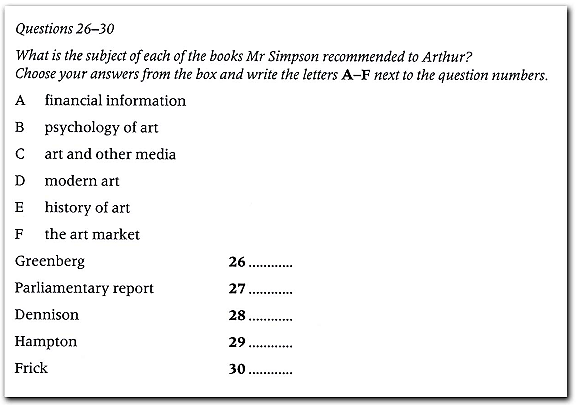 Questions 26–30
What is the subject of each of the books Mr Simpson recommended to Arthur?
Choose your answers from the box and write the letters A–F next to the question numbers.
A financial information
B psychology of art
C art and other media
D modern art
E history of art
F the art market
Greenberg 26 ............
Parliamentary report 27 ............
Dennison 28 ............
Hampton 29 ............
Frick 30 ............